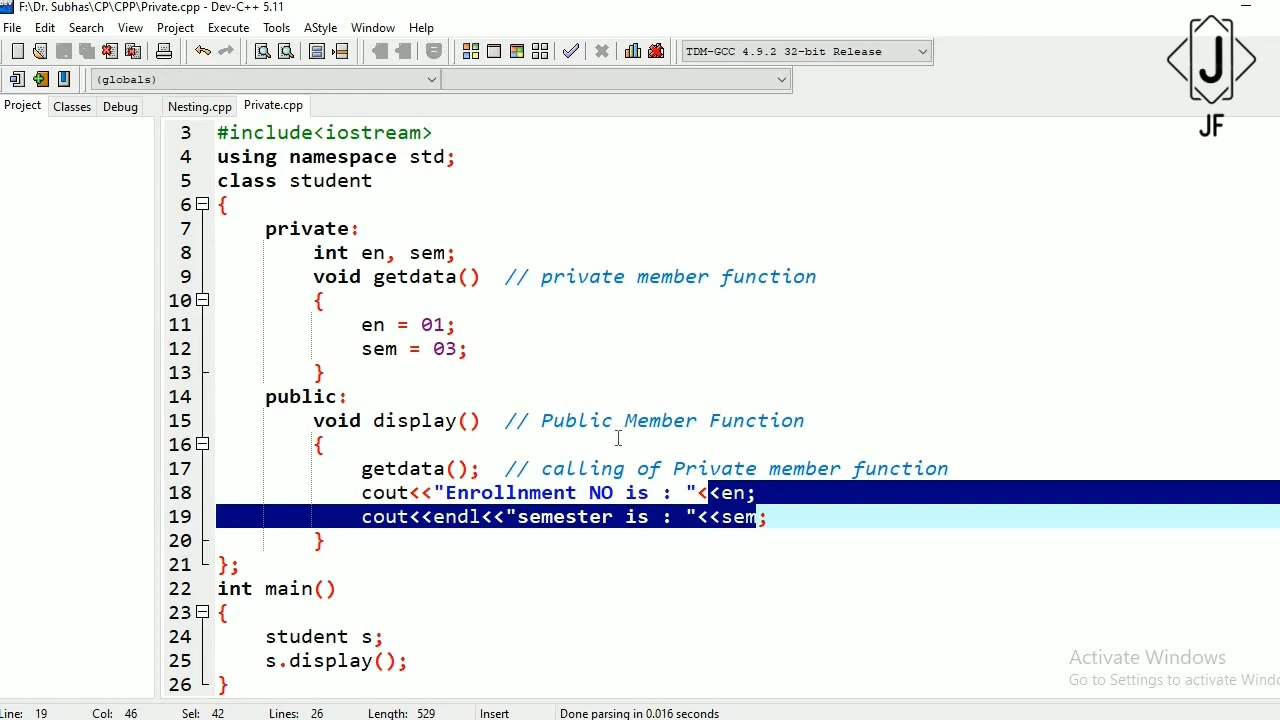 F:\Dr. Subhas\CP\CPP\Private.cpp - Dev-C++ 5.11
File Edit Search View Project Execute Tools AStyle Window Help
TDM-GCC 4.9.2 32-bit Release
(globals)
Project Classes Debug Nesting.cpp Private.cpp
J
JF
3 #include<iostream>
4 using namespace std;
5 class student
6 {
7 private:
8 int en, sem;
9 void getdata() // private member function
10 {
11 en = 01;
12 sem = 03;
13 }
14 public:
15 void display() // Public Member Function
16 {
17 getdata(); // calling of Private member function
18 cout<<"Enrollnment NO is : "<<en;
19 cout<<endl<<"semester is : "<<sem;
20 }
21 };
22 int main()
23 {
24 student s;
25 s.display();
26 }
Activate Windows
Go to Settings to activate Windo
Line: 19 Col: 46 Sel: 42 Lines: 26 Length: 529 Insert Done parsing in 0.016 seconds